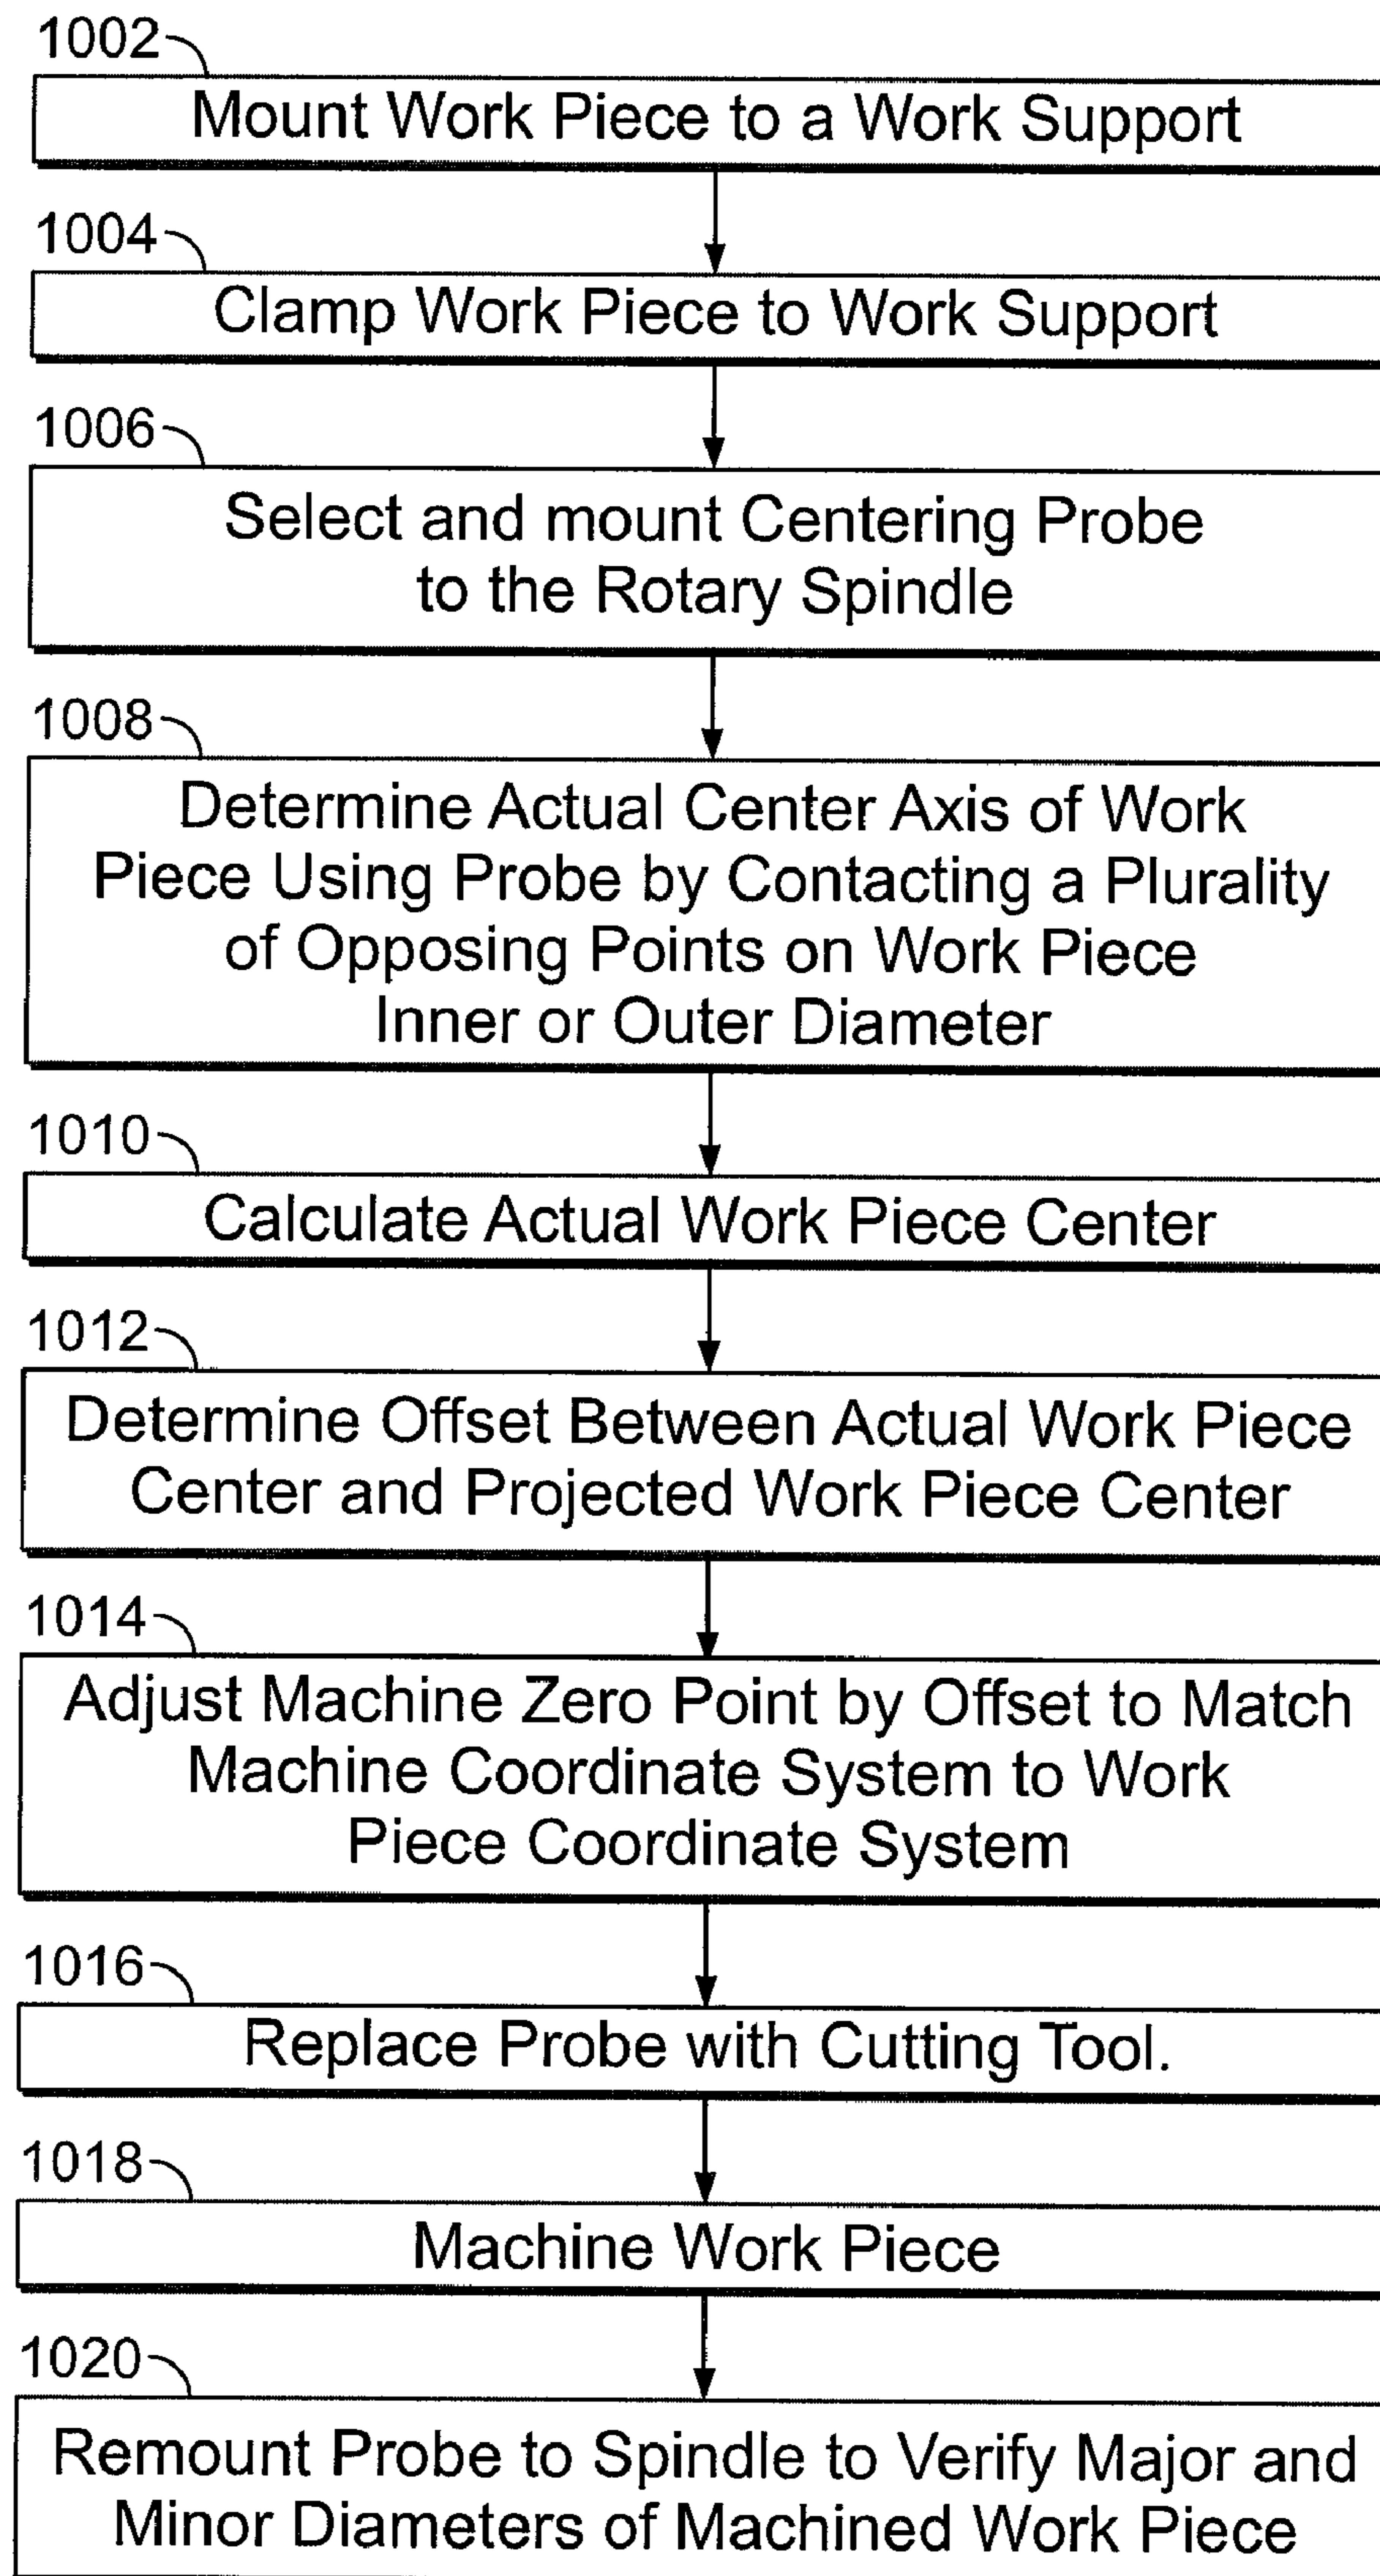 1002
Mount Work Piece to a Work Support
1004
Clamp Work Piece to Work Support
1006
Select and mount Centering Probe
to the Rotary Spindle
1008
Determine Actual Center Axis of Work
Piece Using Probe by Contacting a Plurality
of Opposing Points on Work Piece
Inner or Outer Diameter
1010
Calculate Actual Work Piece Center
1012
Determine Offset Between Actual Work Piece
Center and Projected Work Piece Center
1014
Adjust Machine Zero Point by Offset to Match
Machine Coordinate System to Work
Piece Coordinate System
1016
Replace Probe with Cutting Tool.
1018
Machine Work Piece
1020
Remount Probe to Spindle to Verify Major and
Minor Diameters of Machined Work Piece